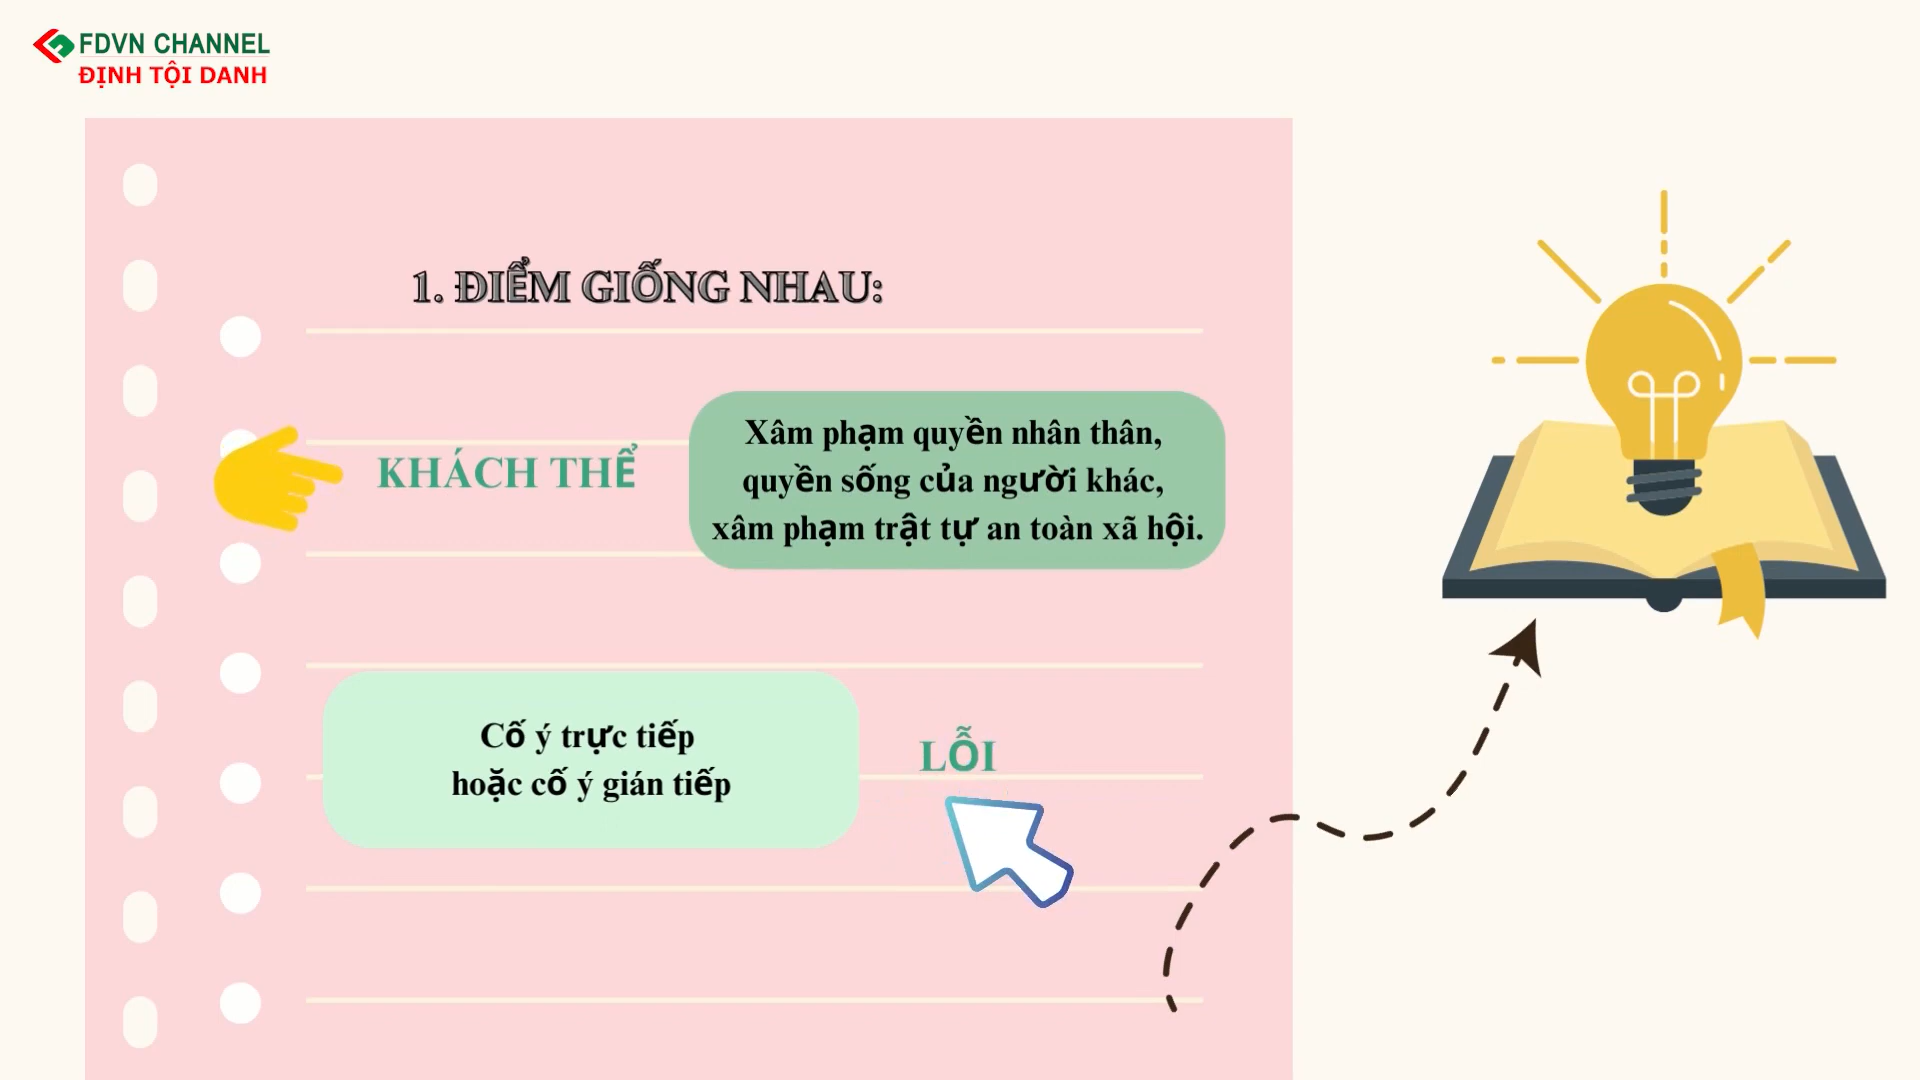 FDVN CHANNEL
ĐỊNH TỘI DANH
1. ĐIỂM GIỐNG NHAU:
KHÁCH THỂ
Xâm phạm quyền nhân thân,
quyền sống của người khác,
xâm phạm trật tự an toàn xã hội.
Cố ý trực tiếp
hoặc cố ý gián tiếp
LỖI